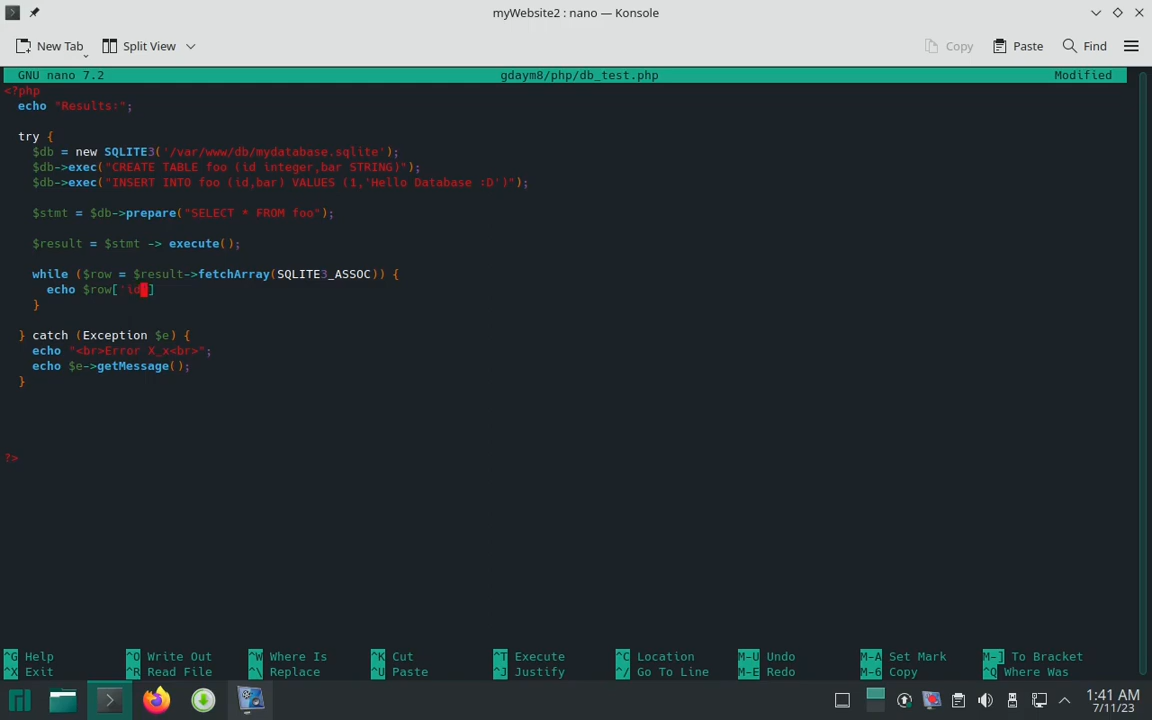 myWebsite2 : nano — Konsole
New Tab Split View Copy Paste Find
GNU nano 7.2 gdaym8/php/db_test.php Modified
<?php
echo "Results:";
try {
$db = new SQLITE3('/var/www/db/mydatabase.sqlite');
$db->exec("CREATE TABLE foo (id integer,bar STRING)");
$db->exec("INSERT INTO foo (id,bar) VALUES (1,'Hello Database :D')");
$stmt = $db->prepare("SELECT * FROM foo");
$result = $stmt -> execute();
while ($row = $result->fetchArray(SQLITE3_ASSOC)) {
echo $row['id']
}
} catch (Exception $e) {
echo "<br>Error X_x<br>";
echo $e->getMessage();
}
?>
^G Help ^O Write Out ^W Where Is ^K Cut ^T Execute ^C Location M-U Undo M-A Set Mark M-] To Bracket
^X Exit ^R Read File ^\ Replace ^U Paste ^J Justify ^/ Go To Line M-E Redo M-6 Copy ^Q Where Was
1:41 AM
7/11/23